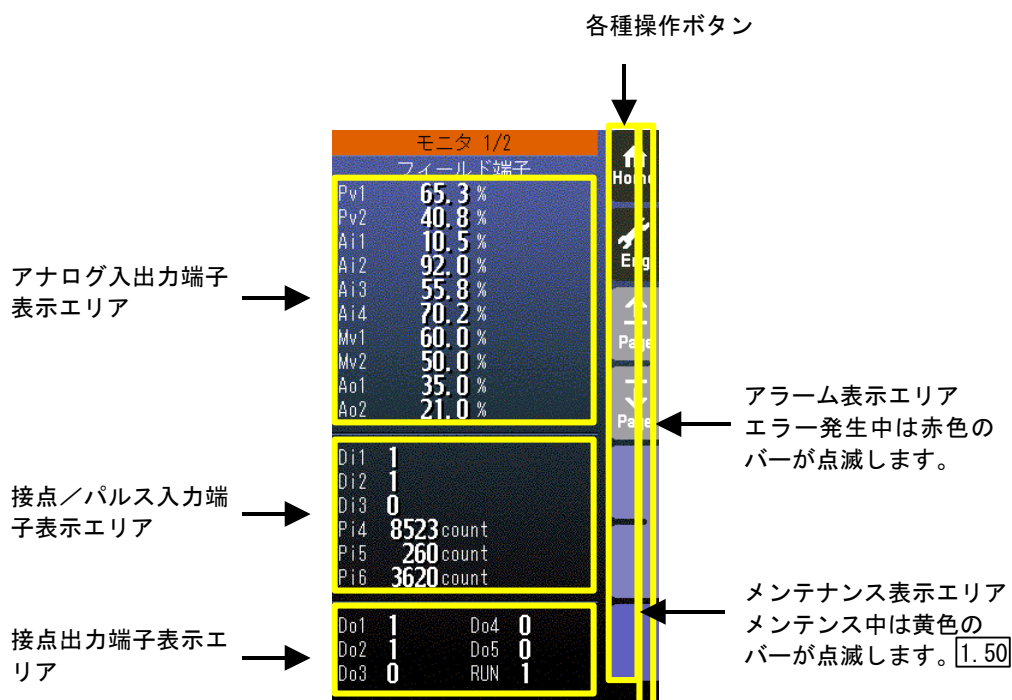 各種操作ボタン
モニタ 1/2
フィールド端子
Pv1 65.3 %
Pv2 40.8 %
Ai1 10.5 %
Ai2 92.0 %
Ai3 55.8 %
Ai4 70.2 %
Mv1 60.0 %
Mv2 50.0 %
Ao1 35.0 %
Ao2 21.0 %
Di1 1
Di2 1
Di3 0
Pi4 8523 count
Pi5 260 count
Pi6 3620 count
Do1 1 Do4 0
Do2 1 Do5 0
Do3 0 RUN 1
Home
Eng
Page
Page
アナログ入出力端子
表示エリア
接点／パルス入力端
子表示エリア
接点出力端子表示エ
リア
アラーム表示エリア
エラー発生中は赤色の
バーが点滅します。
メンテナンス表示エリア
メンテンス中は黄色の
バーが点滅します。1.50